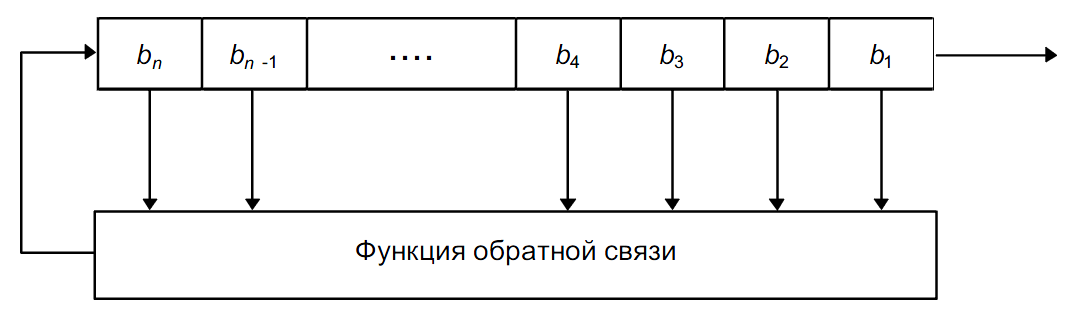 bn bn -1 .... b4 b3 b2 b1
Функция обратной связи